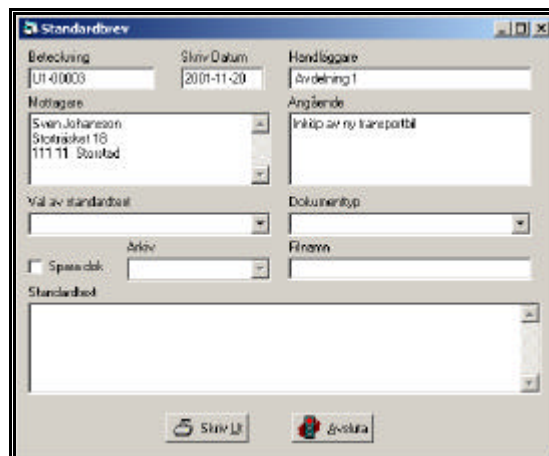 Standardbrev
Beteckning Skriv Datum Handläggare
U1-00003 2001-11-20 Avdelning 1
Mottagare Angående
Sven Johansson Inköp av ny transportbil
Storträsket 18
111 11 Storstad
Val av standardtext Dokumenttyp
Arkiv Filnamn
Spara dok
Standardtext
Skriv Ut Avsluta